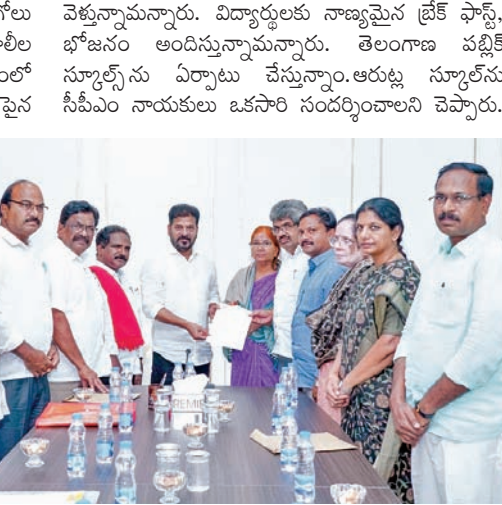 గోలు
ాలీల
ంలో
పైన
వెళ్తున్నామన్నారు. విద్యార్థులకు నాణ్యమైన బ్రేక్ ఫాస్ట్,
భోజనం అందిస్తున్నామన్నారు. తెలంగాణ పబ్లిక్
స్కూల్స్ ను ఏర్పాటు చేస్తున్నాం.ఆరుట్ల స్కూల్‌ను
సీపీఎం నాయకులు ఒకసారి సందర్శించాలని చెప్పారు.